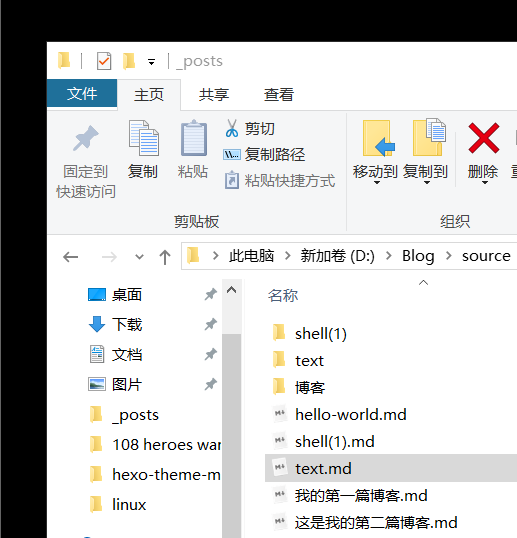 _posts
文件 主页 共享 查看
固定到快速访问 复制 粘贴 剪切 复制路径 粘贴快捷方式 移动到 复制到 删除
剪贴板 组织
此电脑 新加卷 (D:) Blog source
名称
桌面
下载
文档
图片
_posts
108 heroes war
hexo-theme-m
linux
shell(1)
text
博客
hello-world.md
shell(1).md
text.md
我的第一篇博客.md
这是我的第二篇博客.md